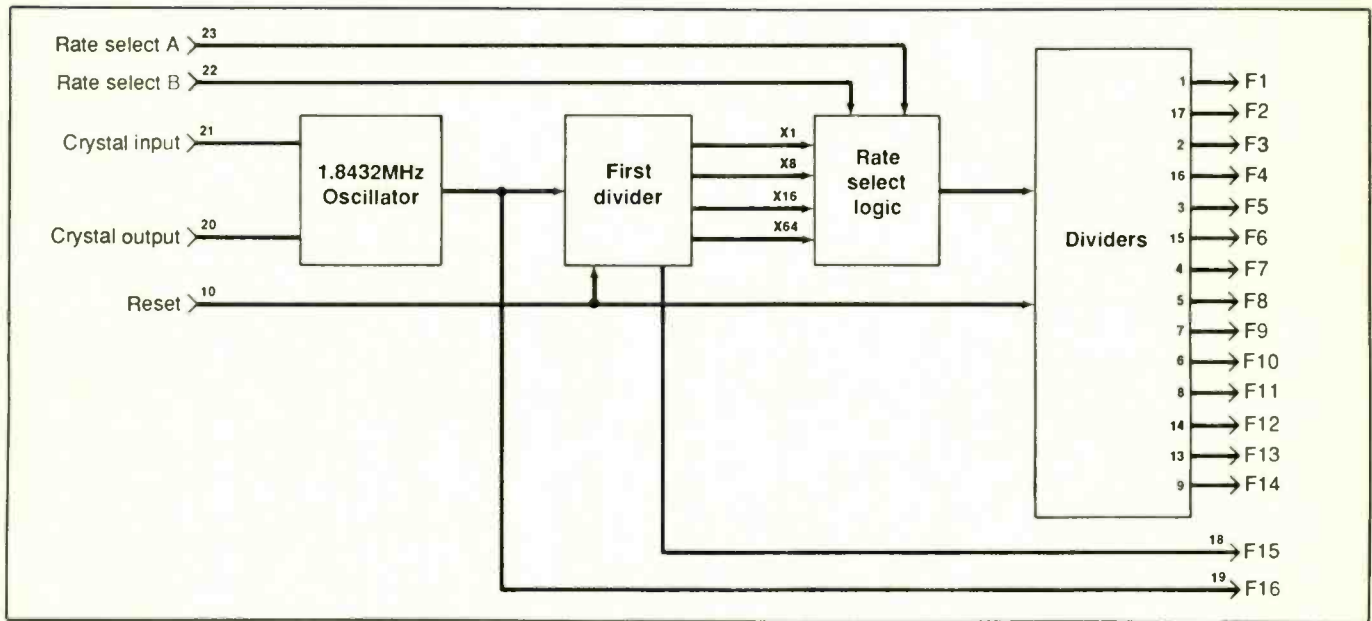 Rate select A 23
Rate select B 22
Crystal input 21
Crystal output 20
Reset 10
1.8432MHz
Oscillator
First
divider
X1
X8
X16
X64
Rate
select
logic
Dividers
1 F1
17 F2
2 F3
16 F4
3 F5
15 F6
4 F7
5 F8
7 F9
6 F10
8 F11
14 F12
13 F13
9 F14
18 F15
19 F16